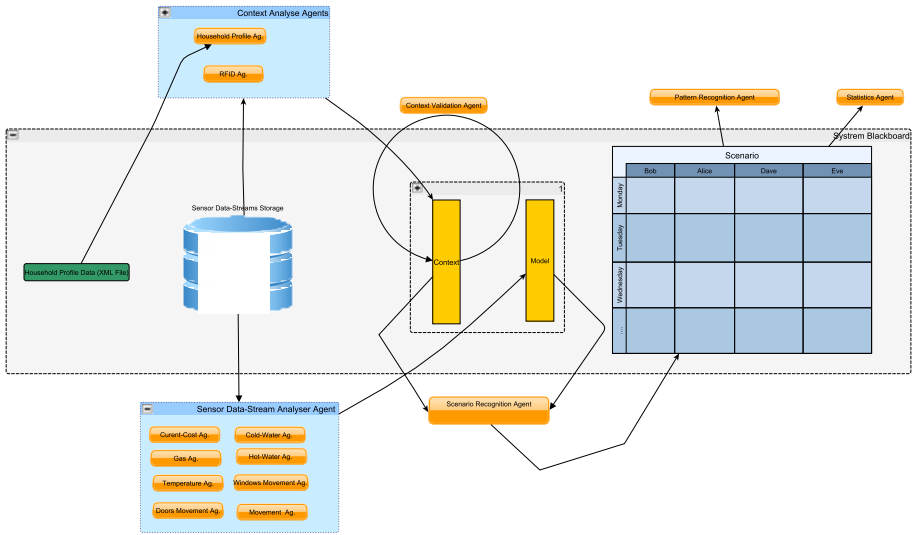 Context Analyse Agents
Household Profile Ag.
RFID Ag.
Context Validation Agent
Pattern Recognition Agent
Statistics Agent
Systrem Blackboard
Scenario
Bob Alice Dave Eve
Monday
Tuesday
Wednesday
....
1
Sensor Data-Streams Storage
Household Profile Data (XML File)
Context
Model
Scenario Recognition Agent
Sensor Data-Stream Analyser Agent
Curent-Cost Ag.
Cold-Water Ag.
Gas Ag.
Hot-Water Ag.
Temperature Ag.
Windows Movement Ag.
Doors Movement Ag.
Movement Ag.